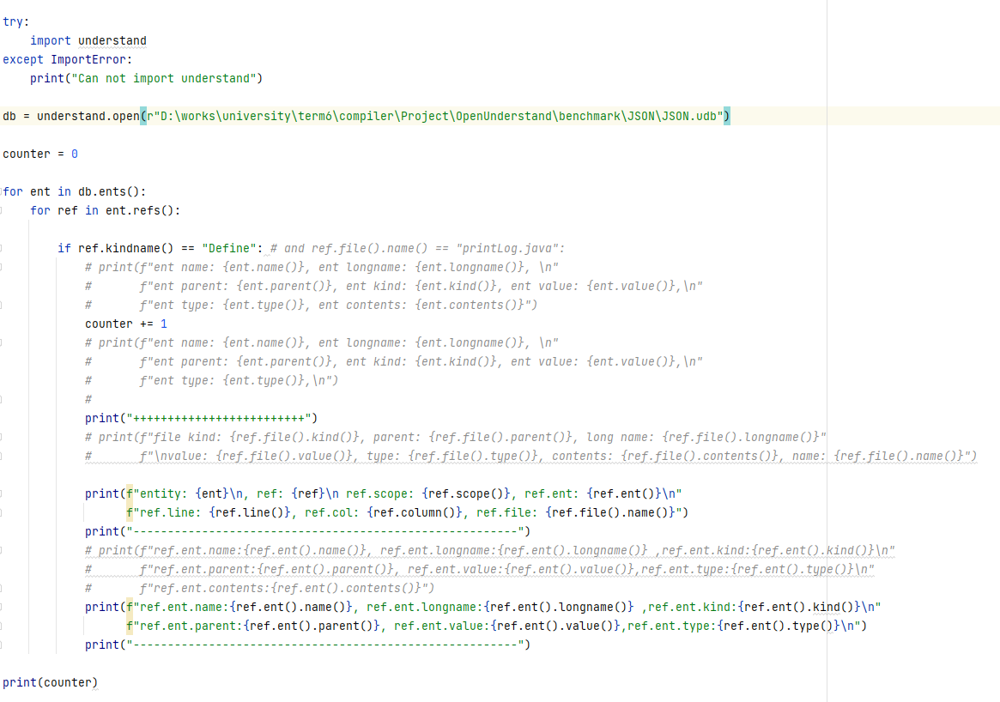 try:
    import understand
except ImportError:
    print("Can not import understand")
db = understand.open(r"D:\works\university\term6\compiler\Project\OpenUnderstand\benchmark\JSON\JSON.udb")
counter = 0
for ent in db.ents():
    for ref in ent.refs():
        if ref.kindname() == "Define": # and ref.file().name() == "printLog.java":
            # print(f"ent name: {ent.name()}, ent longname: {ent.longname()}, \n"
            #       f"ent parent: {ent.parent()}, ent kind: {ent.kind()}, ent value: {ent.value()},\n"
            #       f"ent type: {ent.type()}, ent contents: {ent.contents()}")
            counter += 1
            # print(f"ent name: {ent.name()}, ent longname: {ent.longname()}, \n"
            #       f"ent parent: {ent.parent()}, ent kind: {ent.kind()}, ent value: {ent.value()},\n"
            #       f"ent type: {ent.type()},\n")
            #
            print("+++++++++++++++++++++++++")
            # print(f"file kind: {ref.file().kind()}, parent: {ref.file().parent()}, long name: {ref.file().longname()}"
            #       f"\nvalue: {ref.file().value()}, type: {ref.file().type()}, contents: {ref.file().contents()}, name: {ref.file().name()}")
            print(f"entity: {ent}\n, ref: {ref}\n ref.scope: {ref.scope()}, ref.ent: {ref.ent()}\n"
                  f"ref.line: {ref.line()}, ref.col: {ref.column()}, ref.file: {ref.file().name()}")
            print("--------------------------------------------------------")
            # print(f"ref.ent.name:{ref.ent().name()}, ref.ent.longname:{ref.ent().longname()} ,ref.ent.kind:{ref.ent().kind()}\n"
            #       f"ref.ent.parent:{ref.ent().parent()}, ref.ent.value:{ref.ent().value()},ref.ent.type:{ref.ent().type()}\n"
            #       f"ref.ent.contents:{ref.ent().contents()}")
            print(f"ref.ent.name:{ref.ent().name()}, ref.ent.longname:{ref.ent().longname()} ,ref.ent.kind:{ref.ent().kind()}\n"
                  f"ref.ent.parent:{ref.ent().parent()}, ref.ent.value:{ref.ent().value()},ref.ent.type:{ref.ent().type()}\n")
            print("--------------------------------------------------------")
print(counter)